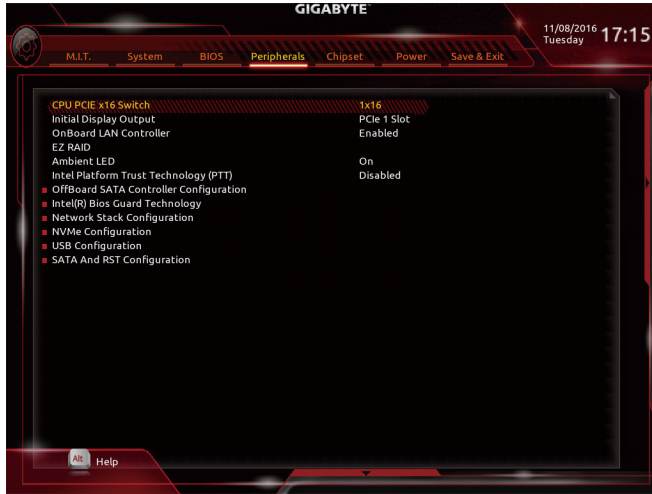 GIGABYTE
11/08/2016 17:15
Tuesday
M.I.T. System BIOS Peripherals Chipset Power Save & Exit
CPU PCIE x16 Switch 1x16
Initial Display Output PCIe 1 Slot
OnBoard LAN Controller Enabled
EZ RAID
Ambient LED On
Intel Platform Trust Technology (PTT) Disabled
OffBoard SATA Controller Configuration
Intel(R) Bios Guard Technology
Network Stack Configuration
NVMe Configuration
USB Configuration
SATA And RST Configuration
Alt Help